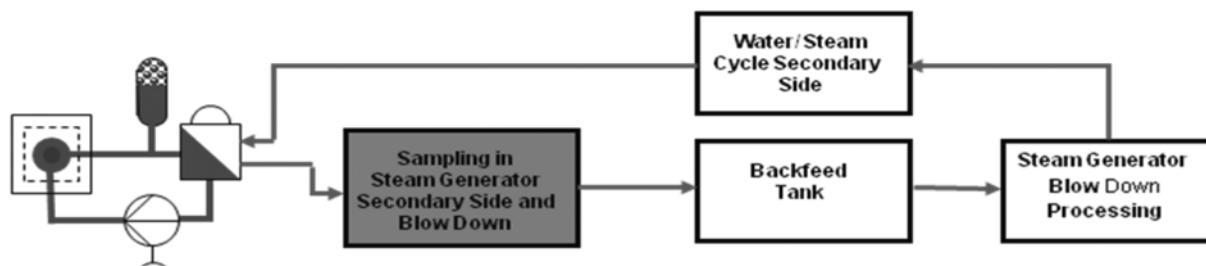 Water/Steam
Cycle Secondary
Side
Sampling in
Steam Generator
Secondary Side and
Blow Down
Backfeed
Tank
Steam Generator
Blow Down
Processing